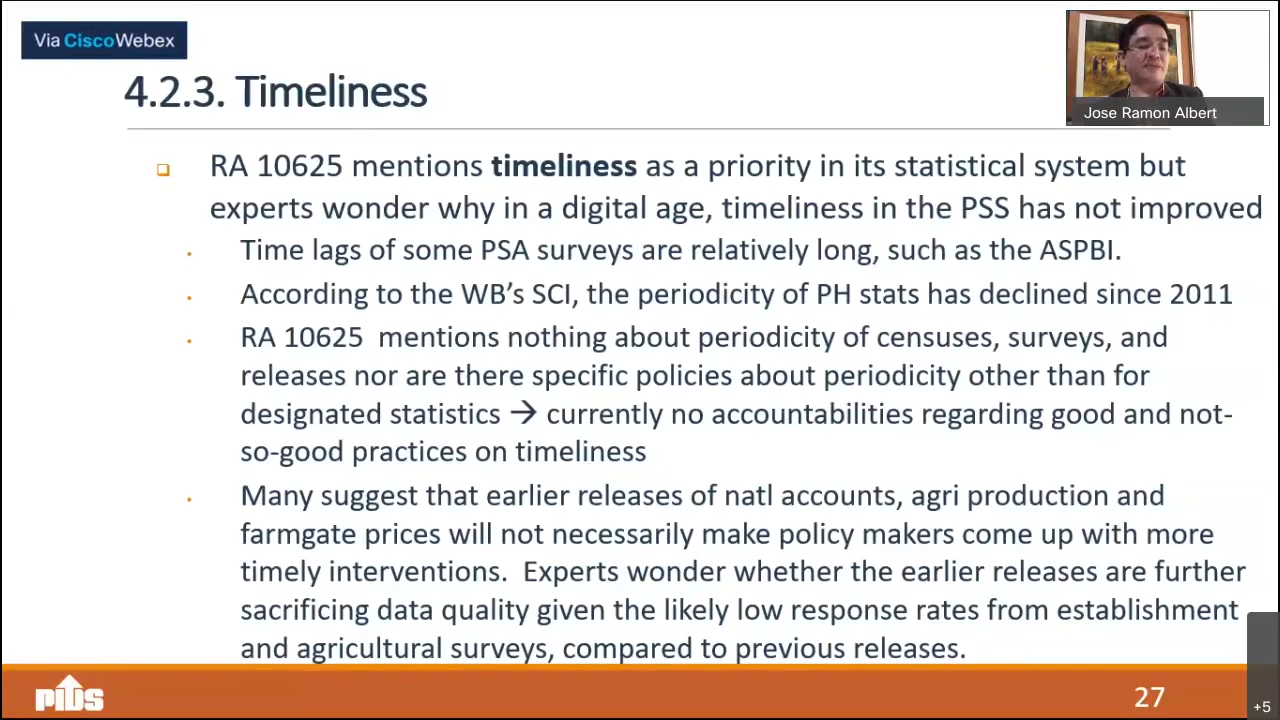 Via CiscoWebex
4.2.3. Timeliness
Jose Ramon Albert
RA 10625 mentions timeliness as a priority in its statistical system but
experts wonder why in a digital age, timeliness in the PSS has not improved
Time lags of some PSA surveys are relatively long, such as the ASPBI.
According to the WB's SCI, the periodicity of PH stats has declined since 2011
RA 10625 mentions nothing about periodicity of censuses, surveys, and
releases nor are there specific policies about periodicity other than for
designated statistics → currently no accountabilities regarding good and not-
so-good practices on timeliness
Many suggest that earlier releases of natl accounts, agri production and
farmgate prices will not necessarily make policy makers come up with more
timely interventions. Experts wonder whether the earlier releases are further
sacrificing data quality given the likely low response rates from establishment
and agricultural surveys, compared to previous releases.
pids
27
+5